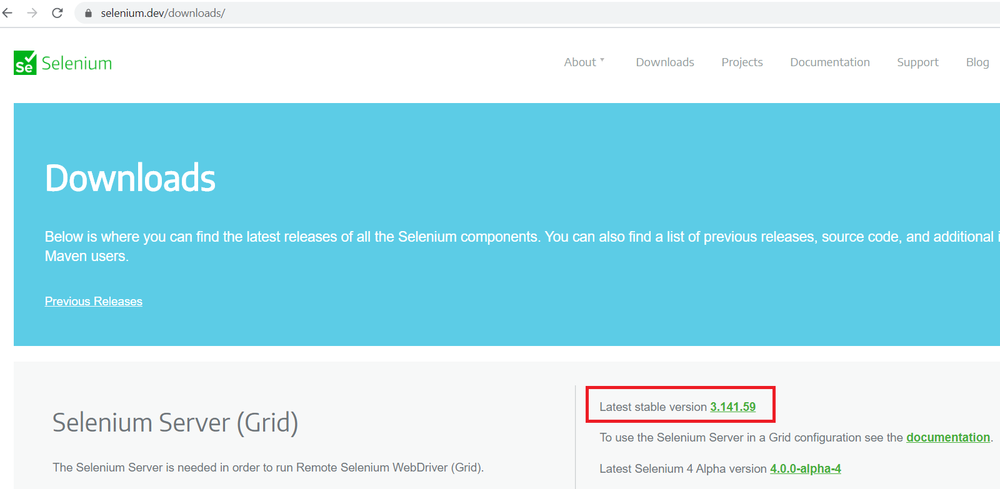 selenium.dev/downloads/
Se Selenium
About Downloads Projects Documentation Support Blog
Downloads
Below is where you can find the latest releases of all the Selenium components. You can also find a list of previous releases, source code, and additional
Maven users.
Previous Releases
Selenium Server (Grid)
The Selenium Server is needed in order to run Remote Selenium WebDriver (Grid).
Latest stable version 3.141.59
To use the Selenium Server in a Grid configuration see the documentation.
Latest Selenium 4 Alpha version 4.0.0-alpha-4